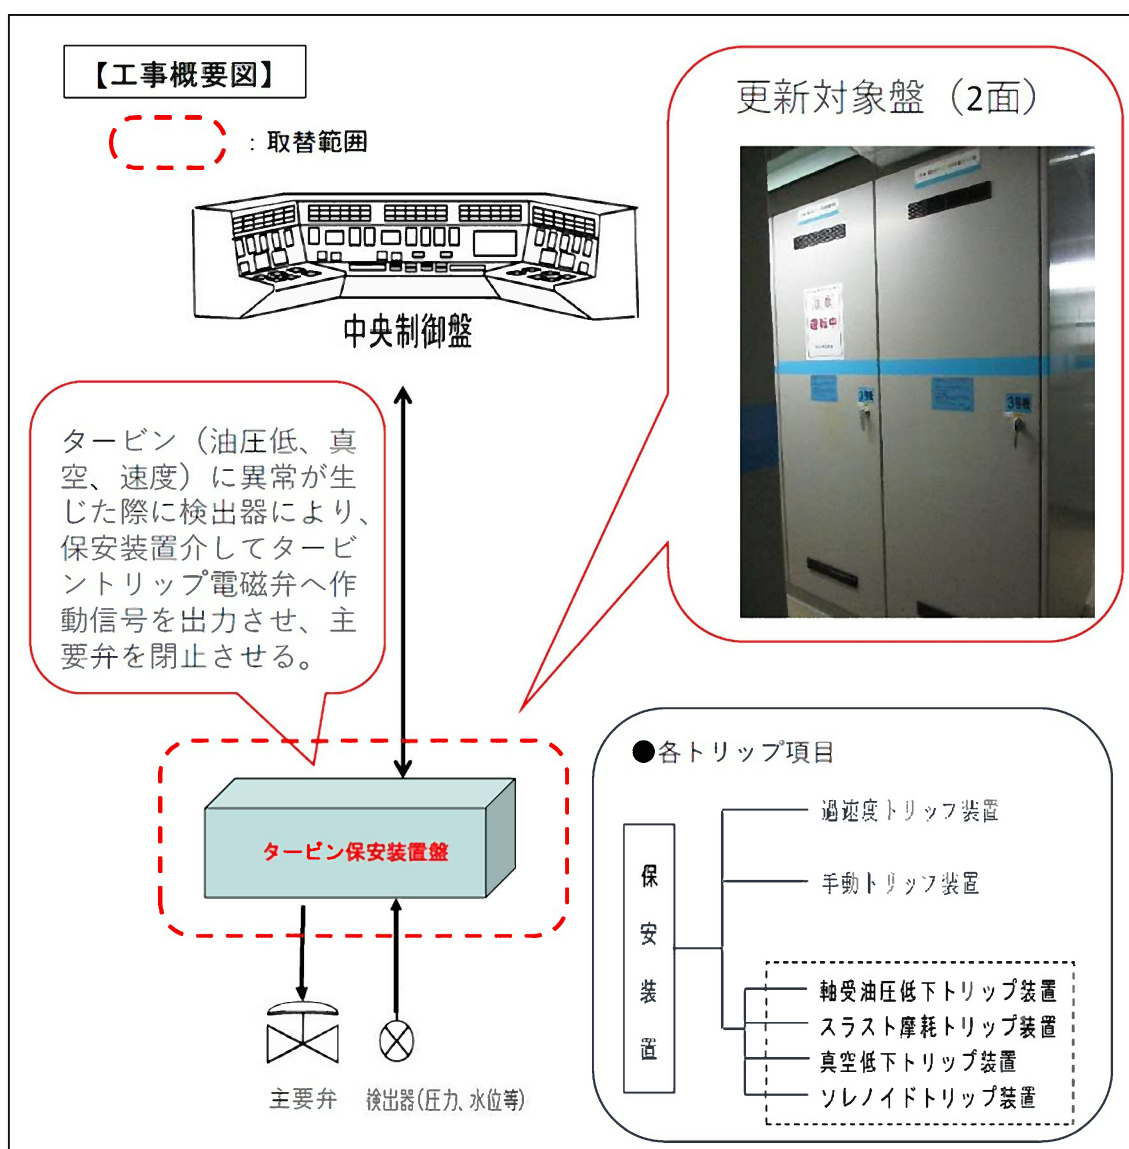 【工事概要図】
：取替範囲
更新対象盤（2面）
運転中
3号機
3号機
中央制御盤
タービン（油圧低、真
空、速度）に異常が生
じた際に検出器により、
保安装置介してタービ
ントリップ電磁弁へ作
動信号を出力させ、主
要弁を閉止させる。
タービン保安装置盤
主要弁
検出器(圧力、水位等)
●各トリップ項目
保安装置
過速度トリップ装置
手動トリップ装置
軸受油圧低下トリップ装置
スラスト摩耗トリップ装置
真空低下トリップ装置
ソレノイドトリップ装置